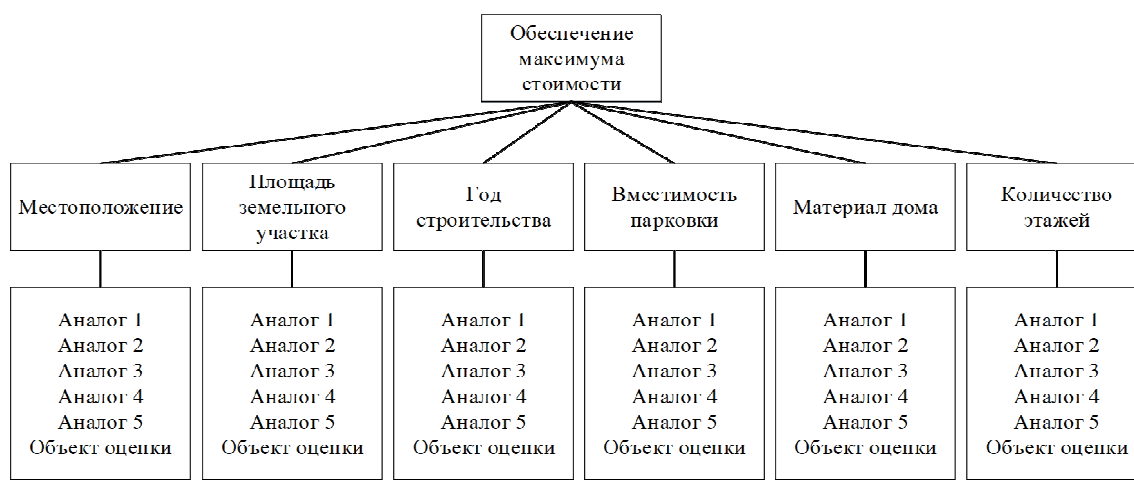 Обеспечение
максимума
стоимости
Местоположение
Площадь
земельного
участка
Год
строительства
Вместимость
парковки
Материал дома
Количество
этажей
Аналог 1
Аналог 2
Аналог 3
Аналог 4
Аналог 5
Объект оценки
Аналог 1
Аналог 2
Аналог 3
Аналог 4
Аналог 5
Объект оценки
Аналог 1
Аналог 2
Аналог 3
Аналог 4
Аналог 5
Объект оценки
Аналог 1
Аналог 2
Аналог 3
Аналог 4
Аналог 5
Объект оценки
Аналог 1
Аналог 2
Аналог 3
Аналог 4
Аналог 5
Объект оценки
Аналог 1
Аналог 2
Аналог 3
Аналог 4
Аналог 5
Объект оценки